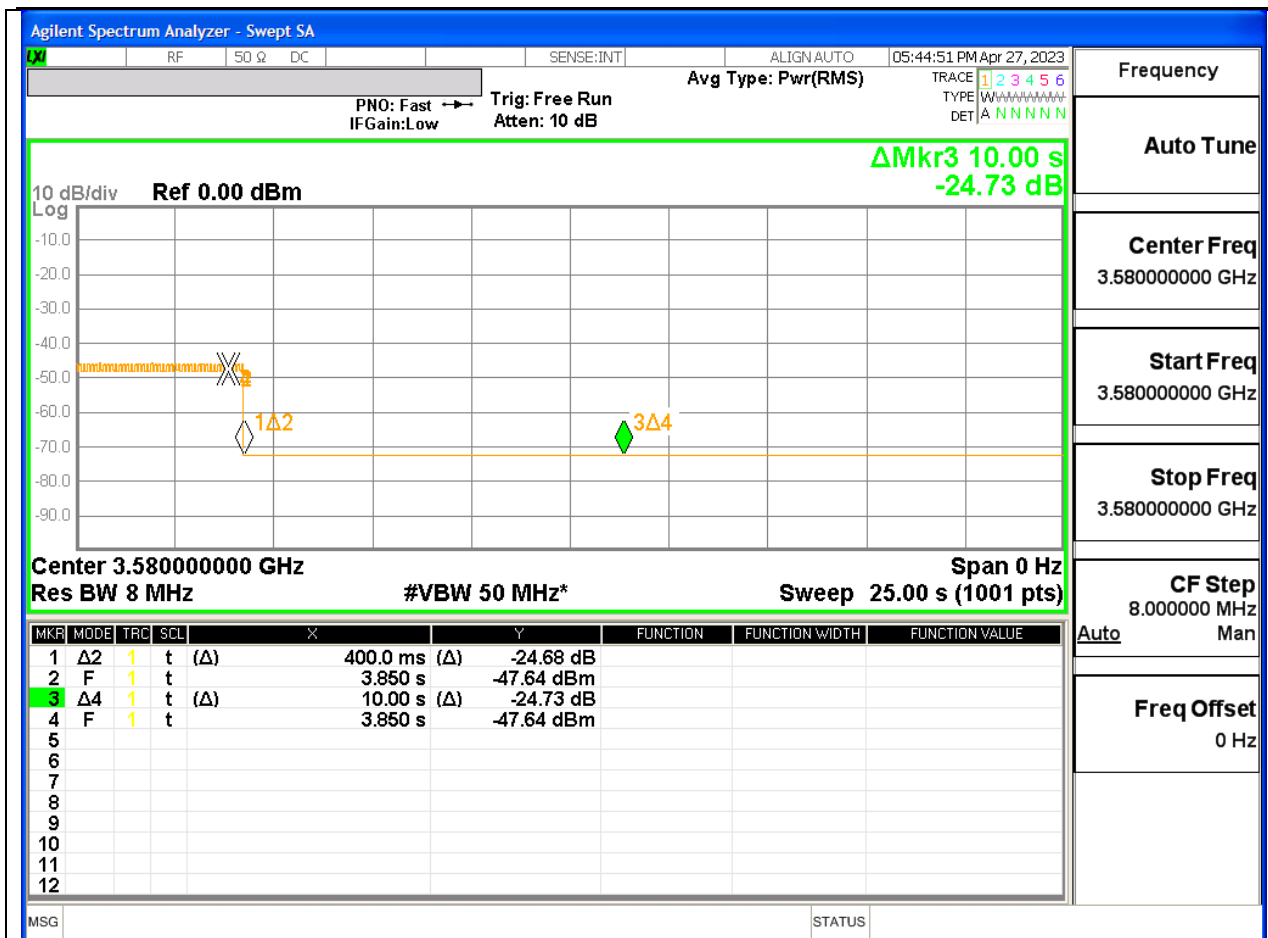 Agilent Spectrum Analyzer - Swept SA
LXI RF 50 Ω DC SENSE:INT ALIGN AUTO 05:44:51 PM Apr 27, 2023
PNO: Fast
IFGain:Low
Trig: Free Run
Atten: 10 dB
Avg Type: Pwr(RMS)
TRACE 1 2 3 4 5 6
TYPE W
DET A N N N N N
ΔMkr3 10.00 s
-24.73 dB
10 dB/div Ref 0.00 dBm
Log
-10.0
-20.0
-30.0
-40.0
-50.0
-60.0
-70.0
-80.0
-90.0
1Δ2
3Δ4
Center 3.580000000 GHz Span 0 Hz
Res BW 8 MHz #VBW 50 MHz* Sweep 25.00 s (1001 pts)
MKR MODE TRC SCL X Y FUNCTION FUNCTION WIDTH FUNCTION VALUE
1 Δ2 1 t (Δ) 400.0 ms (Δ) -24.68 dB
2 F 1 t 3.850 s -47.64 dBm
3 Δ4 1 t (Δ) 10.00 s (Δ) -24.73 dB
4 F 1 t 3.850 s -47.64 dBm
5
6
7
8
9
10
11
12
MSG STATUS
Frequency
Auto Tune
Center Freq
3.580000000 GHz
Start Freq
3.580000000 GHz
Stop Freq
3.580000000 GHz
CF Step
8.000000 MHz
Auto Man
Freq Offset
0 Hz